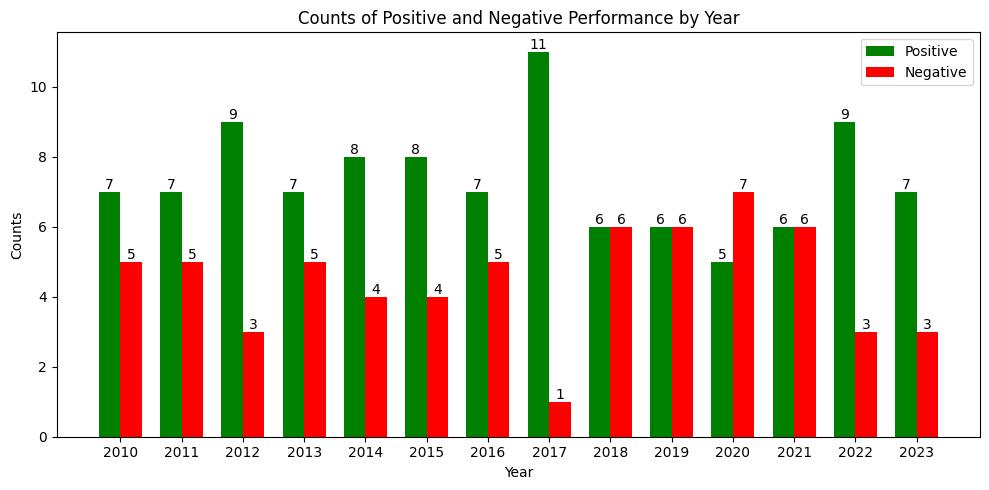 Counts of Positive and Negative Performance by Year
Positive
Negative
Counts
10
8
6
4
2
0
7 5 7 5 9 3 7 5 8 4 8 4 7 5 11 1 6 6 6 6 5 7 6 6 9 3 7 3
2010 2011 2012 2013 2014 2015 2016 2017 2018 2019 2020 2021 2022 2023
Year